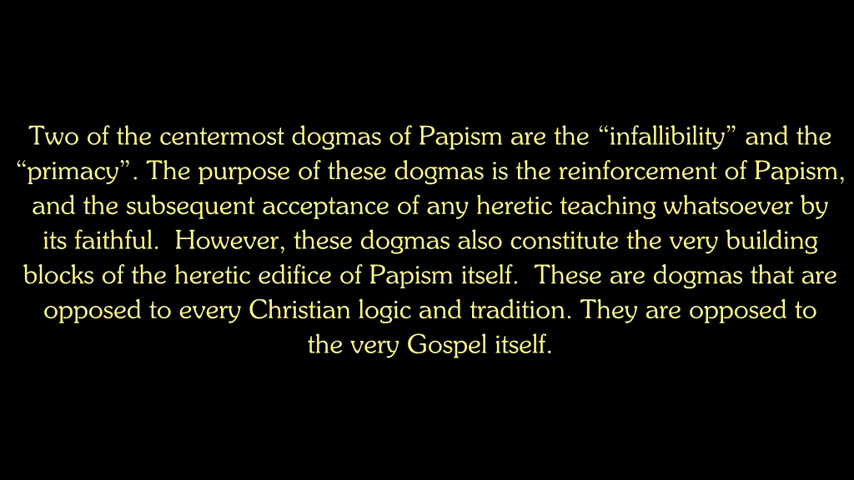 Two of the centermost dogmas of Papism are the “infallibility” and the
“primacy”. The purpose of these dogmas is the reinforcement of Papism,
and the subsequent acceptance of any heretic teaching whatsoever by
its faithful.  However, these dogmas also constitute the very building
blocks of the heretic edifice of Papism itself.  These are dogmas that are
opposed to every Christian logic and tradition. They are opposed to
the very Gospel itself.